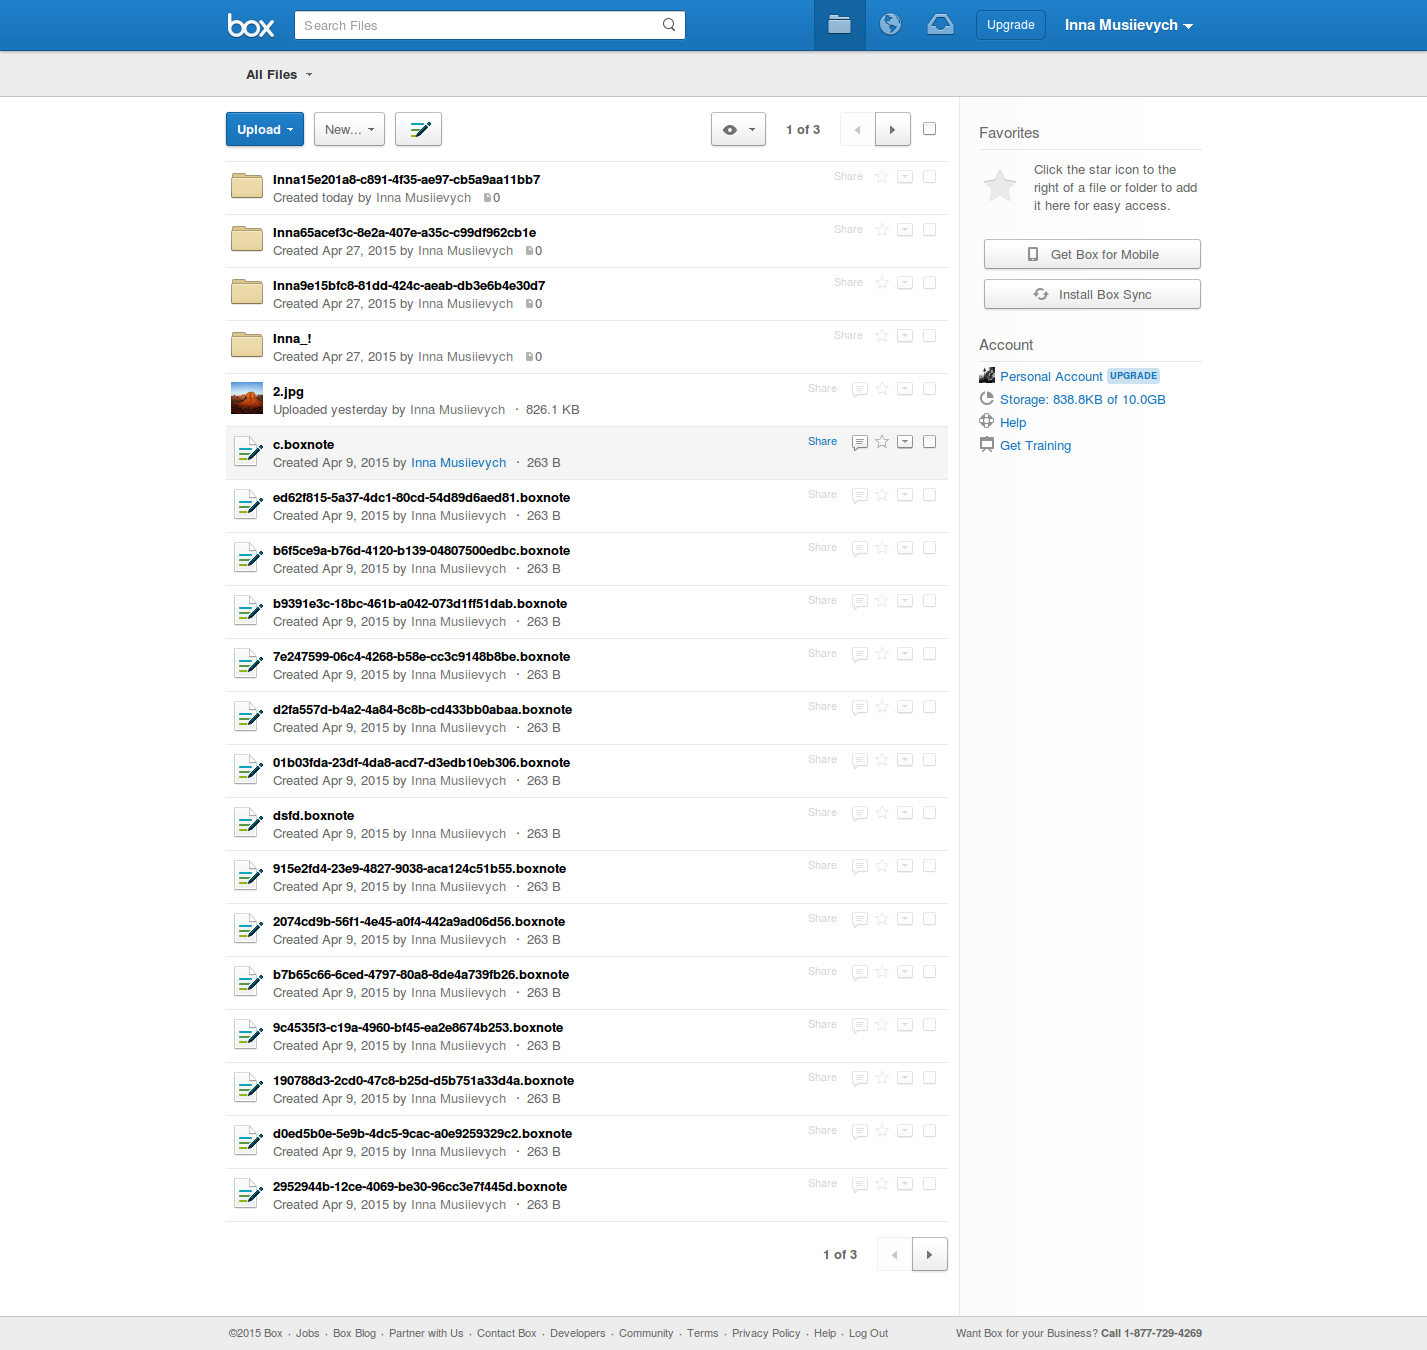 box
Search Files
Upgrade
Inna Musiievych
All Files
Upload
New...
1 of 3
Inna15e201a8-c891-4f35-ae97-cb5a9aa11bb7
Share
Created today by Inna Musiievych 0
Inna65acef3c-8e2a-407e-a35c-c99df962cb1e
Share
Created Apr 27, 2015 by Inna Musiievych 0
Inna9e15bfc8-81dd-424c-aeab-db3e6b4e30d7
Share
Created Apr 27, 2015 by Inna Musiievych 0
Inna_!
Share
Created Apr 27, 2015 by Inna Musiievych 0
2.jpg
Share
Uploaded yesterday by Inna Musiievych · 826.1 KB
c.boxnote
Share
Created Apr 9, 2015 by Inna Musiievych · 263 B
ed62f815-5a37-4dc1-80cd-54d89d6aed81.boxnote
Share
Created Apr 9, 2015 by Inna Musiievych · 263 B
b6f5ce9a-b76d-4120-b139-04807500edbc.boxnote
Share
Created Apr 9, 2015 by Inna Musiievych · 263 B
b9391e3c-18bc-461b-a042-073d1ff51dab.boxnote
Share
Created Apr 9, 2015 by Inna Musiievych · 263 B
7e247599-06c4-4268-b58e-cc3c9148b8be.boxnote
Share
Created Apr 9, 2015 by Inna Musiievych · 263 B
d2fa557d-b4a2-4a84-8c8b-cd433bb0abaa.boxnote
Share
Created Apr 9, 2015 by Inna Musiievych · 263 B
01b03fda-23df-4da8-acd7-d3edb10eb306.boxnote
Share
Created Apr 9, 2015 by Inna Musiievych · 263 B
dsfd.boxnote
Share
Created Apr 9, 2015 by Inna Musiievych · 263 B
915e2fd4-23e9-4827-9038-aca124c51b55.boxnote
Share
Created Apr 9, 2015 by Inna Musiievych · 263 B
2074cd9b-56f1-4e45-a0f4-442a9ad06d56.boxnote
Share
Created Apr 9, 2015 by Inna Musiievych · 263 B
b7b65c66-6ced-4797-80a8-8de4a739fb26.boxnote
Share
Created Apr 9, 2015 by Inna Musiievych · 263 B
9c4535f3-c19a-4960-bf45-ea2e8674b253.boxnote
Share
Created Apr 9, 2015 by Inna Musiievych · 263 B
190788d3-2cd0-47c8-b25d-d5b751a33d4a.boxnote
Share
Created Apr 9, 2015 by Inna Musiievych · 263 B
d0ed5b0e-5e9b-4dc5-9cac-a0e9259329c2.boxnote
Share
Created Apr 9, 2015 by Inna Musiievych · 263 B
2952944b-12ce-4069-be30-96cc3e7f445d.boxnote
Share
Created Apr 9, 2015 by Inna Musiievych · 263 B
1 of 3
Favorites
Click the star icon to the
right of a file or folder to add
it here for easy access.
Get Box for Mobile
Install Box Sync
Account
Personal Account UPGRADE
Storage: 838.8KB of 10.0GB
Help
Get Training
©2015 Box · Jobs · Box Blog · Partner with Us · Contact Box · Developers · Community · Terms · Privacy Policy · Help · Log Out
Want Box for your Business? Call 1-877-729-4269